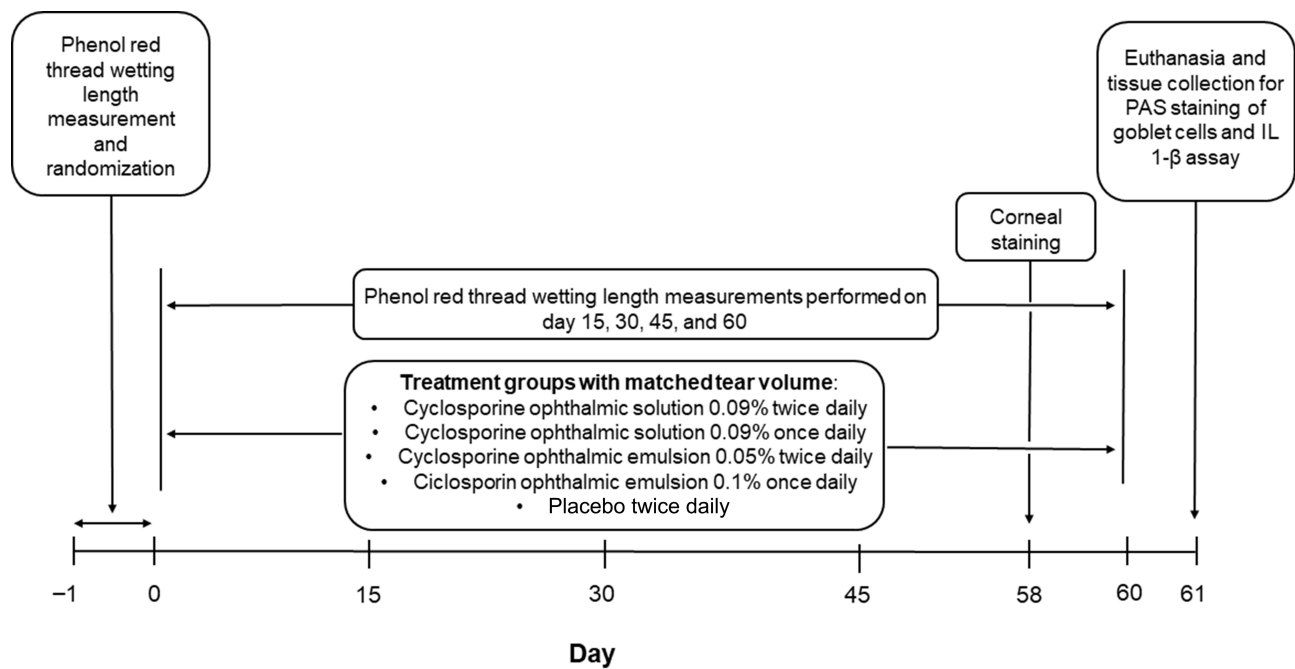 Phenol red
thread wetting
length
measurement
and
randomization
Euthanasia and
tissue collection for
PAS staining of
goblet cells and IL
1-β assay
Corneal
staining
Phenol red thread wetting length measurements performed on
day 15, 30, 45, and 60
Treatment groups with matched tear volume:
• Cyclosporine ophthalmic solution 0.09% twice daily
• Cyclosporine ophthalmic solution 0.09% once daily
• Cyclosporine ophthalmic emulsion 0.05% twice daily
• Ciclosporin ophthalmic emulsion 0.1% once daily
• Placebo twice daily
−1 0 15 30 45 58 60 61
Day